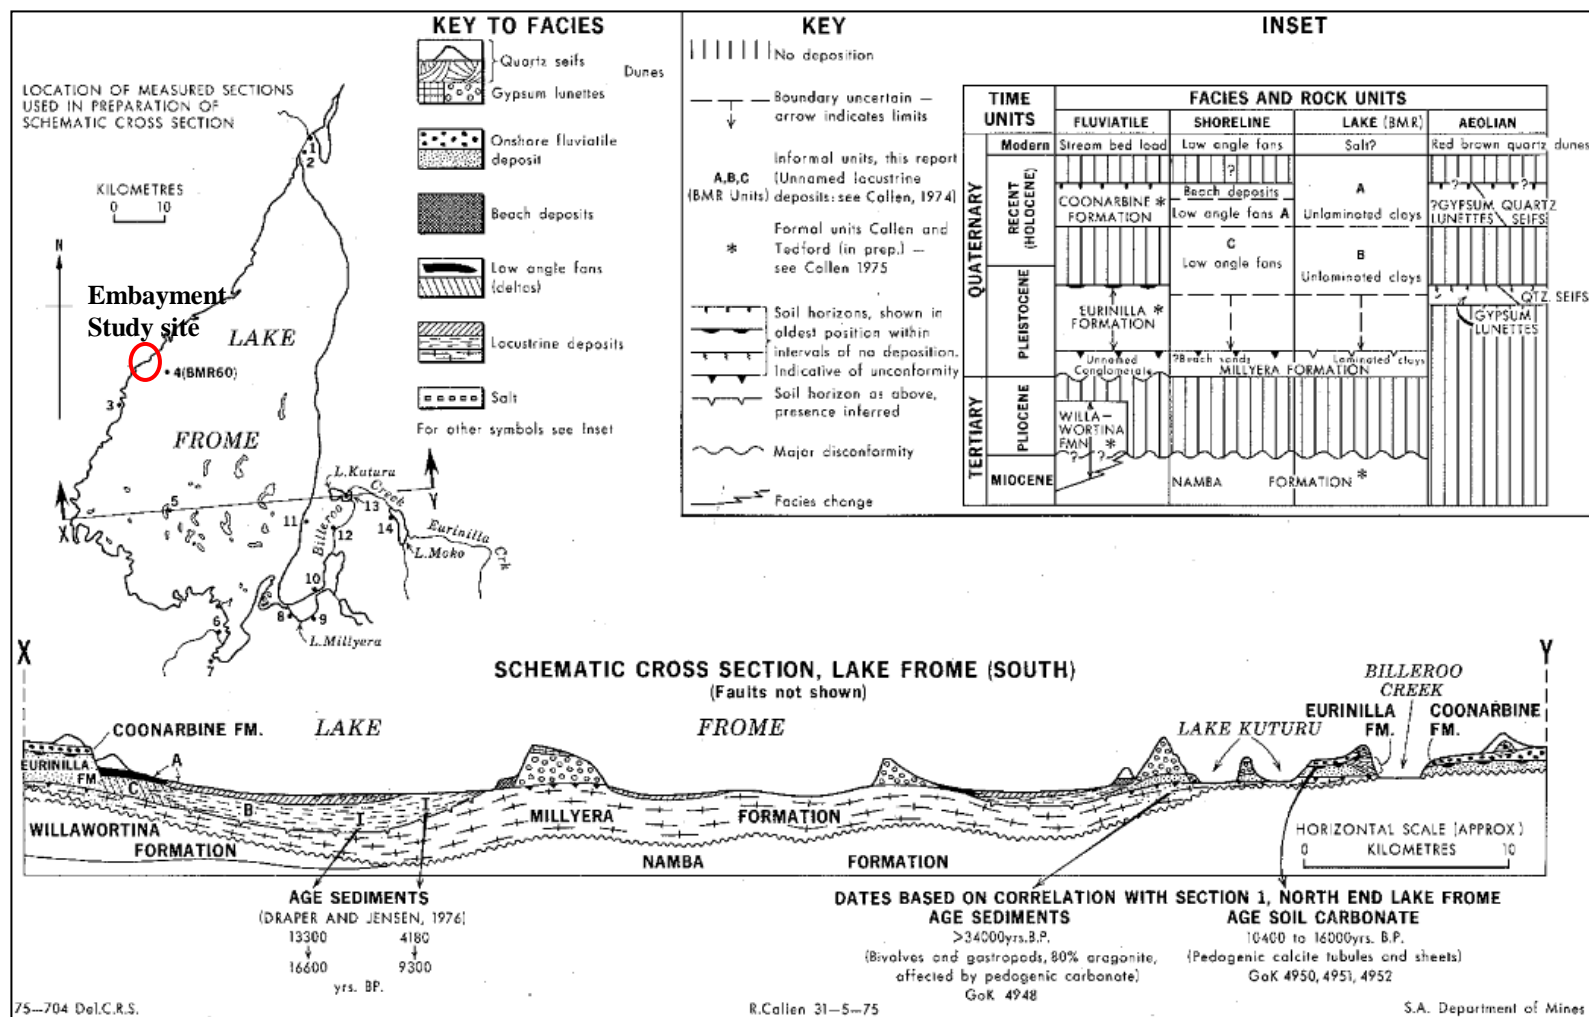 LOCATION OF MEASURED SECTIONS
USED IN PREPARATION OF
SCHEMATIC CROSS SECTION
KILOMETRES
0 10
N
Embayment
Study site
LAKE
FROME
1
2
3
4(BMR60)
5
6
7
8
9
10
11
12
13
14
X
Y
L.Kutura
Creek
Billeroo
Eurinilla
Crk
L.Moko
L.Millyera
KEY TO FACIES
Quartz seifs
Dunes
Gypsum lunettes
Onshore fluviatile
deposit
Beach deposits
Low angle fans
(deltas)
Lacustrine deposits
Salt
For other symbols see Inset
KEY
No deposition
Boundary uncertain —
arrow indicates limits
A,B,C
(BMR Units)
Informal units, this report
(Unnamed lacustrine
deposits: see Callen, 1974)
*
Formal units Callen and
Tedford (in prep.) —
see Callen 1975
Soil horizons, shown in
oldest position within
intervals of no deposition.
Indicative of unconformity
Soil horizon as above,
presence inferred
Major disconformity
Facies change
INSET
TIME
UNITS
FACIES AND ROCK UNITS
FLUVIATILE SHORELINE LAKE (BMR) AEOLIAN
Modern Stream bed load Low angle fans Salt? Red brown quartz dunes
QUATERNARY
RECENT
(HOLOCENE)
PLEISTOCENE
TERTIARY
PLIOCENE
MIOCENE
COONARBINE *
FORMATION
?
Beach deposits
Low angle fans A
C
Low angle fans
A
Unlaminated clays
B
Unlaminated clays
? ?
?GYPSUM QUARTZ
LUNETTES SEIFS
EURINILLA *
FORMATION
QTZ. SEIFS
GYPSUM
LUNETTES
Unnamed
Conglomerate
?Beach sands Laminated clays
MILLYERA FORMATION
WILLA—
WORTINA
FMN *
? ?
NAMBA FORMATION *
X
Y
SCHEMATIC CROSS SECTION, LAKE FROME (SOUTH)
(Faults not shown)
LAKE FROME
LAKE KUTURU
BILLEROO
CREEK
COONARBINE FM.
EURINILLA
FM.
EURINILLA
FM.
COONARBINE
FM.
A
C
B
I
I
WILLAWORTINA
FORMATION
MILLYERA FORMATION
NAMBA FORMATION
HORIZONTAL SCALE (APPROX)
0 KILOMETRES 10
AGE SEDIMENTS
(DRAPER AND JENSEN, 1976)
13300 4180
16600 9300
yrs. BP.
DATES BASED ON CORRELATION WITH SECTION 1, NORTH END LAKE FROME
AGE SEDIMENTS
>34000yrs.B.P.
(Bivalves and gastropods, 80% aragonite,
affected by pedogenic carbonate)
GaK 4948
AGE SOIL CARBONATE
10400 to 16000yrs. B.P.
(Pedogenic calcite tubules and sheets)
GaK 4950, 4951, 4952
75—704 Del.C.R.S.
R.Callen 31—5—75
S.A. Department of Mines